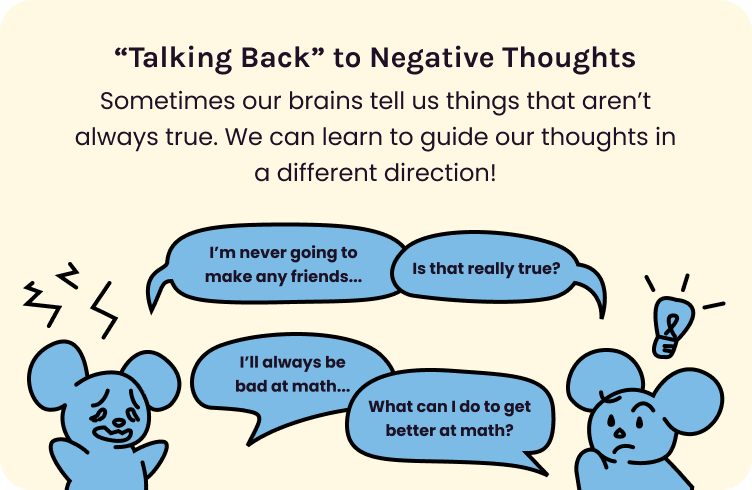 “Talking Back” to Negative Thoughts
Sometimes our brains tell us things that aren’t
always true. We can learn to guide our thoughts in
a different direction!
I’m never going to
make any friends...
Is that really true?
I’ll always be
bad at math...
What can I do to get
better at math?